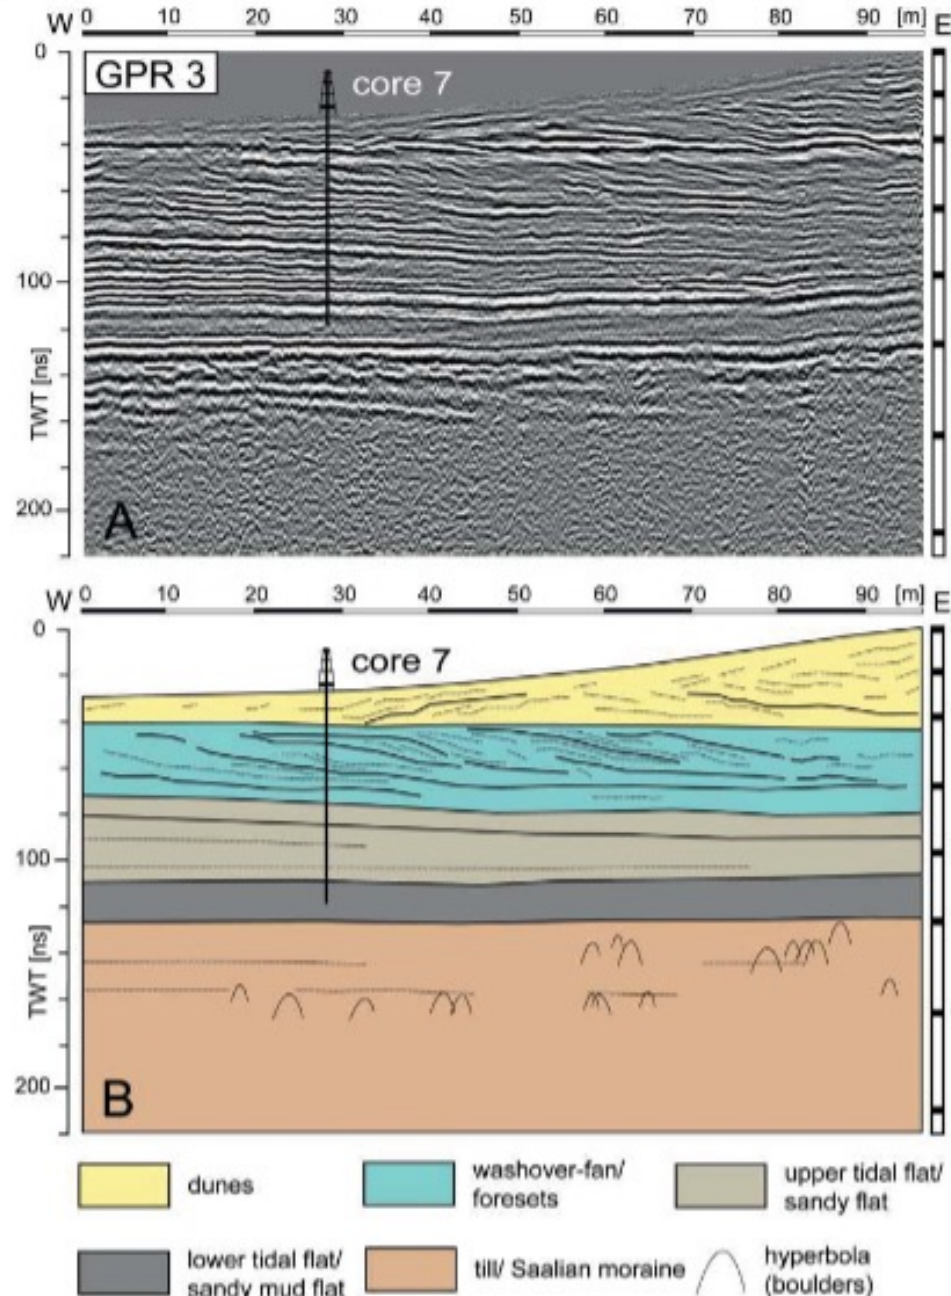 W 0 10 20 30 40 50 60 70 80 90 [m] E
0
GPR 3
core 7
100
TWT [ns]
200
A
W 0 10 20 30 40 50 60 70 80 90 [m] E
0
core 7
100
TWT [ns]
200
B
dunes
washover-fan/
foresets
upper tidal flat/
sandy flat
lower tidal flat/
sandy mud flat
till/ Saalian moraine
hyperbola
(boulders)